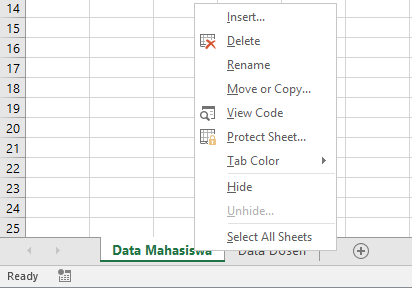 14
15
16
17
18
19
20
21
22
23
24
25
Insert...
Delete
Rename
Move or Copy...
View Code
Protect Sheet...
Tab Color
Hide
Unhide...
Select All Sheets
Data Mahasiswa
Data Dosen
Ready